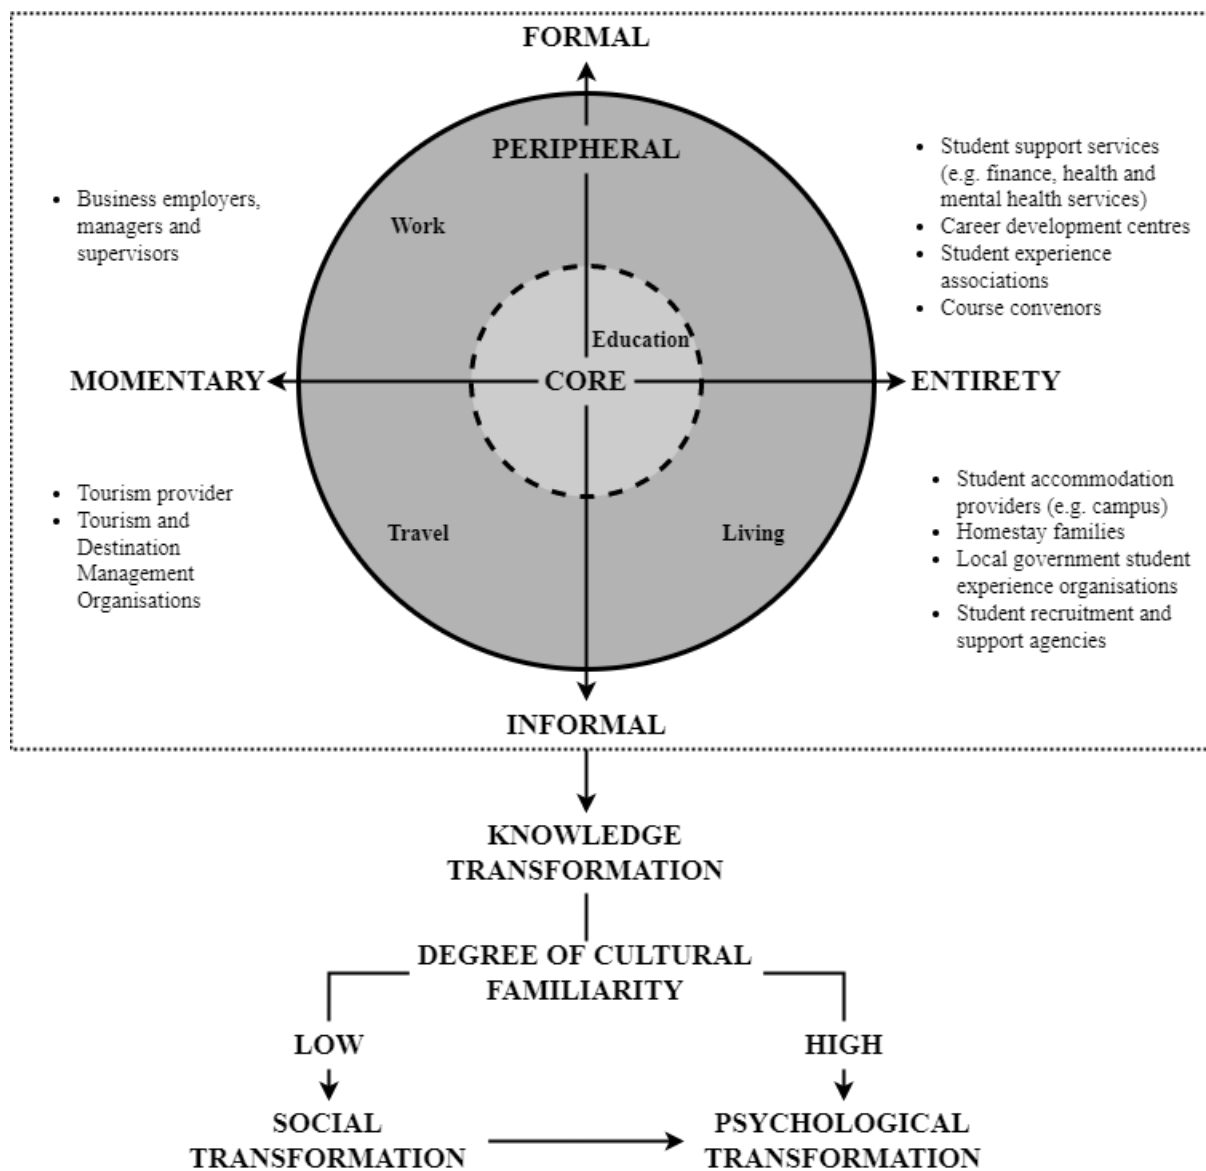 FORMAL
PERIPHERAL
• Business employers,
managers and
supervisors
Work
• Student support services
(e.g. finance, health and
mental health services)
• Career development centres
• Student experience
associations
• Course convenors
Education
MOMENTARY
CORE
ENTIRETY
• Tourism provider
• Tourism and
Destination
Management
Organisations
Travel
Living
• Student accommodation
providers (e.g. campus)
• Homestay families
• Local government student
experience organisations
• Student recruitment and
support agencies
INFORMAL
KNOWLEDGE
TRANSFORMATION
DEGREE OF CULTURAL
FAMILIARITY
LOW
HIGH
SOCIAL
TRANSFORMATION
PSYCHOLOGICAL
TRANSFORMATION